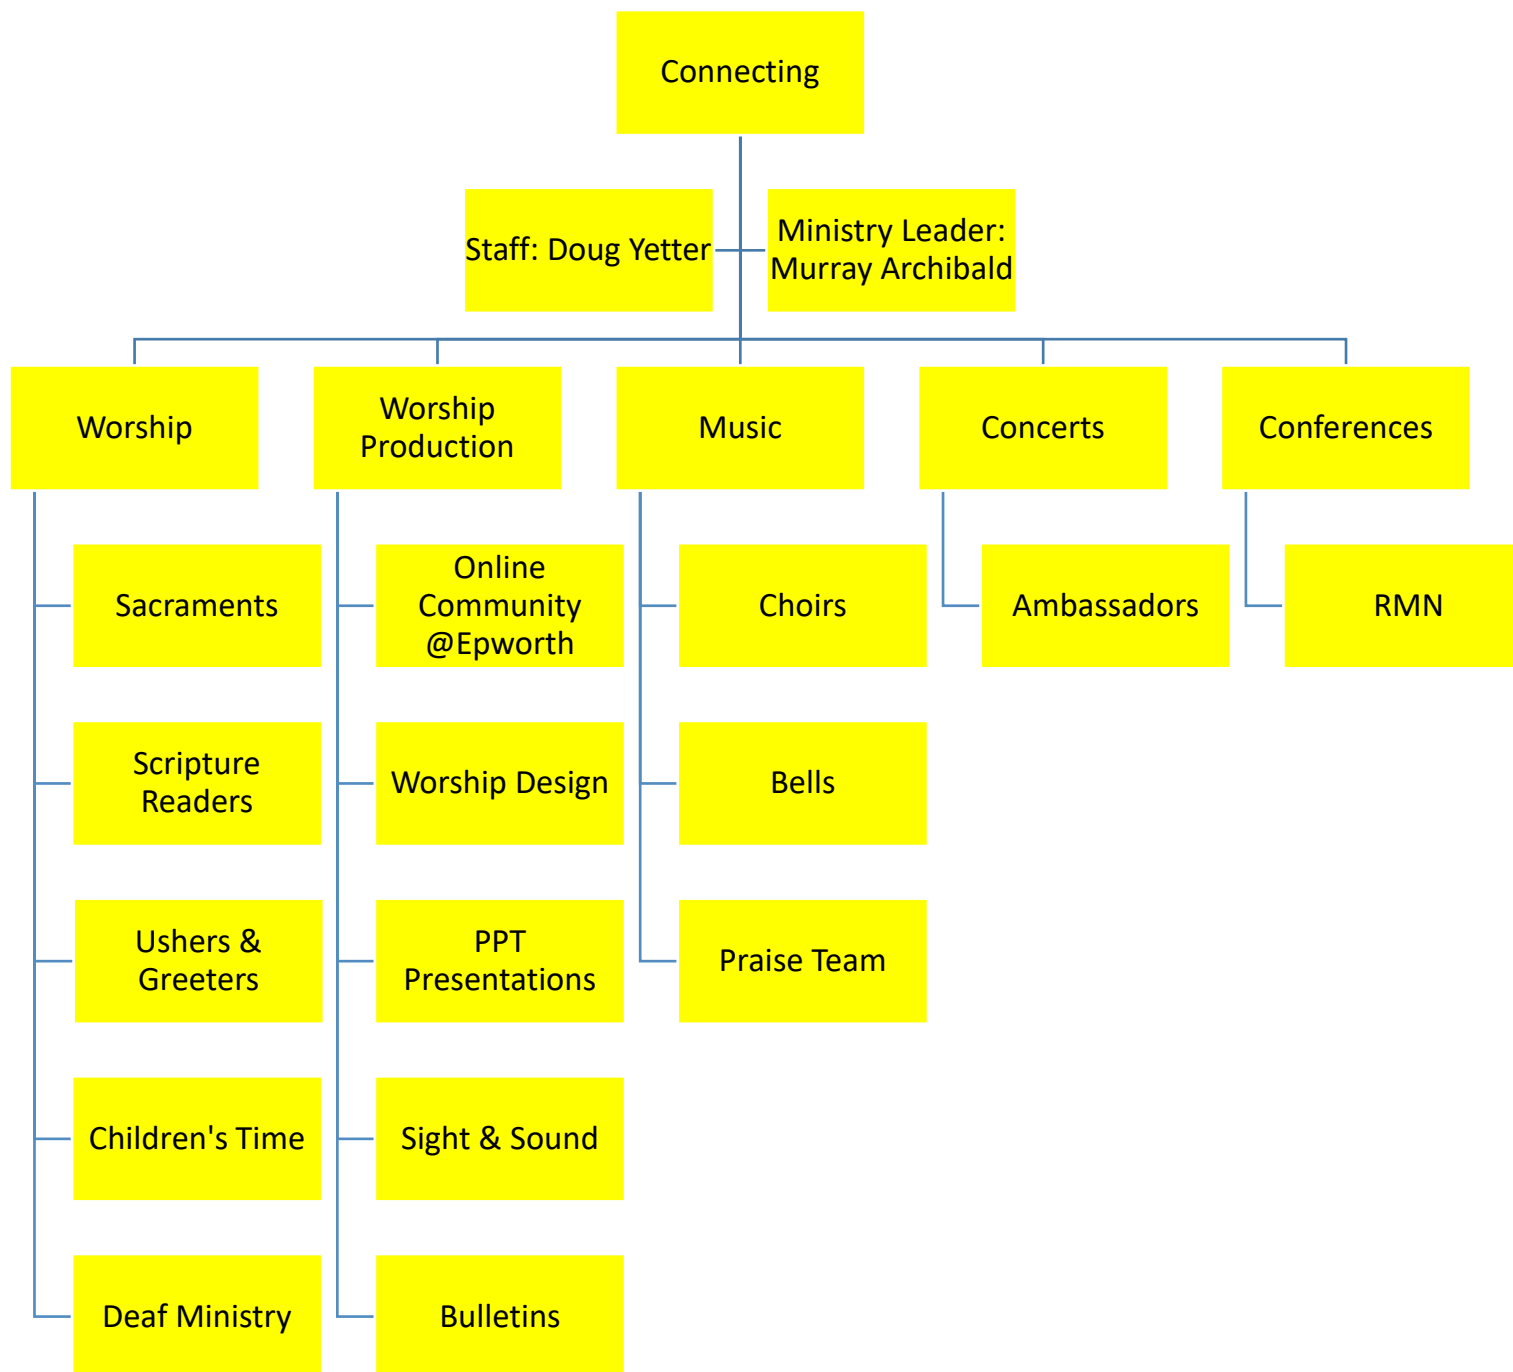 Connecting
Staff: Doug Yetter
Ministry Leader:
Murray Archibald
Worship
Worship
Production
Music
Concerts
Conferences
Sacraments
Online
Community
@Epworth
Choirs
Ambassadors
RMN
Scripture
Readers
Worship Design
Bells
Ushers &
Greeters
PPT
Presentations
Praise Team
Children's Time
Sight & Sound
Deaf Ministry
Bulletins